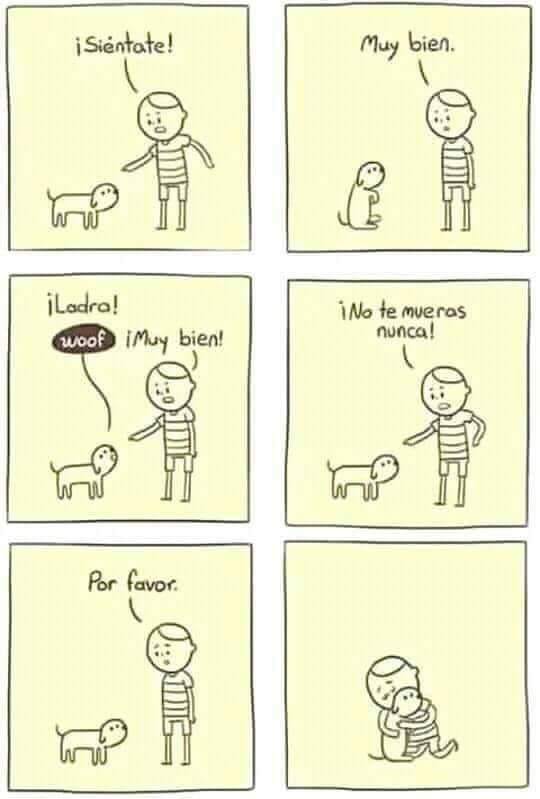 ¡Siéntate!
Muy bien.
¡Ladra!
woof
¡Muy bien!
¡No te mueras
nunca!
Por favor.